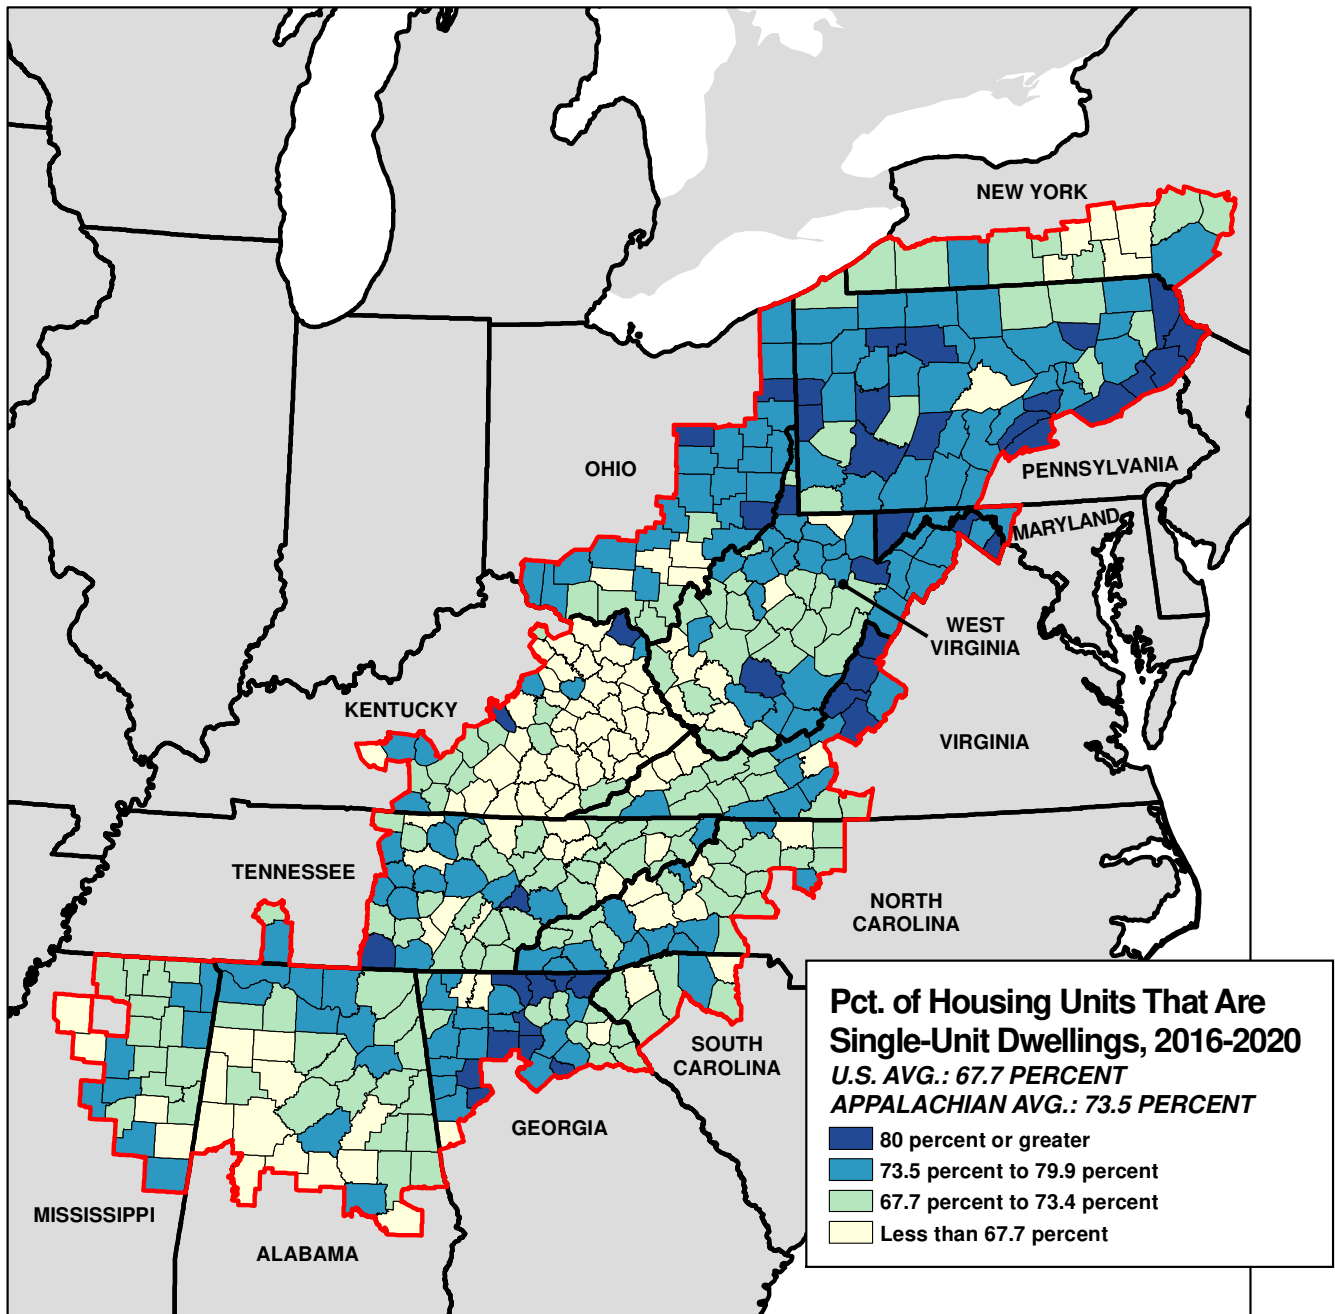 NEW YORK
OHIO
PENNSYLVANIA
MARYLAND
WEST
VIRGINIA
KENTUCKY
VIRGINIA
TENNESSEE
NORTH
CAROLINA
SOUTH
CAROLINA
GEORGIA
MISSISSIPPI
ALABAMA
Pct. of Housing Units That Are
Single-Unit Dwellings, 2016-2020
U.S. AVG.: 67.7 PERCENT
APPALACHIAN AVG.: 73.5 PERCENT
80 percent or greater
73.5 percent to 79.9 percent
67.7 percent to 73.4 percent
Less than 67.7 percent